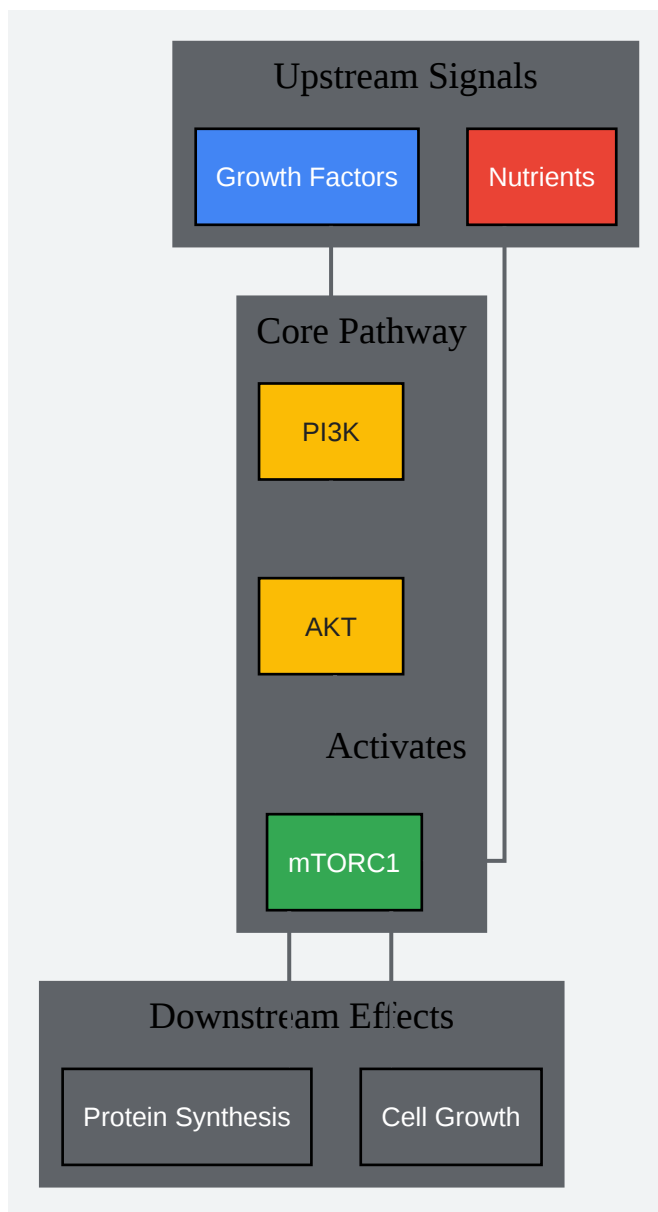 Upstream Signals
Growth Factors
Nutrients
Core Pathway
PI3K
AKT
Activates
mTORC1
Downstream Effects
Protein Synthesis
Cell Growth